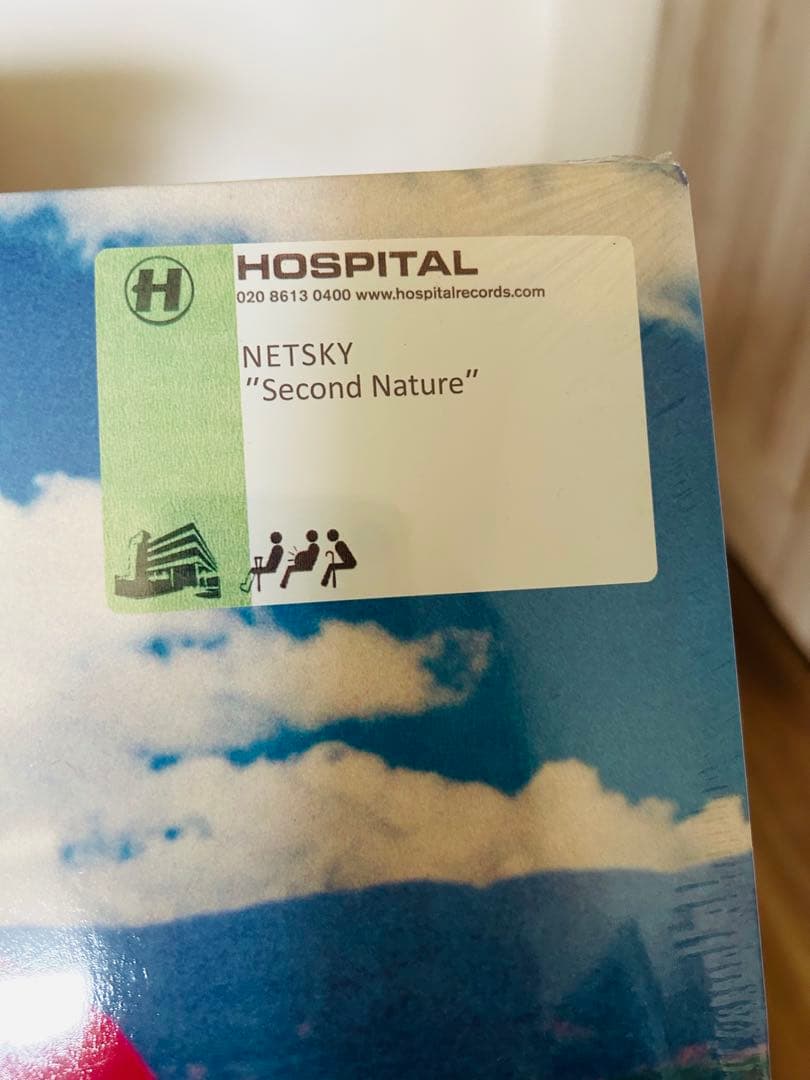 H
HOSPITAL
020 8613 0400 www.hospitalrecords.com
NETSKY
"Second Nature"